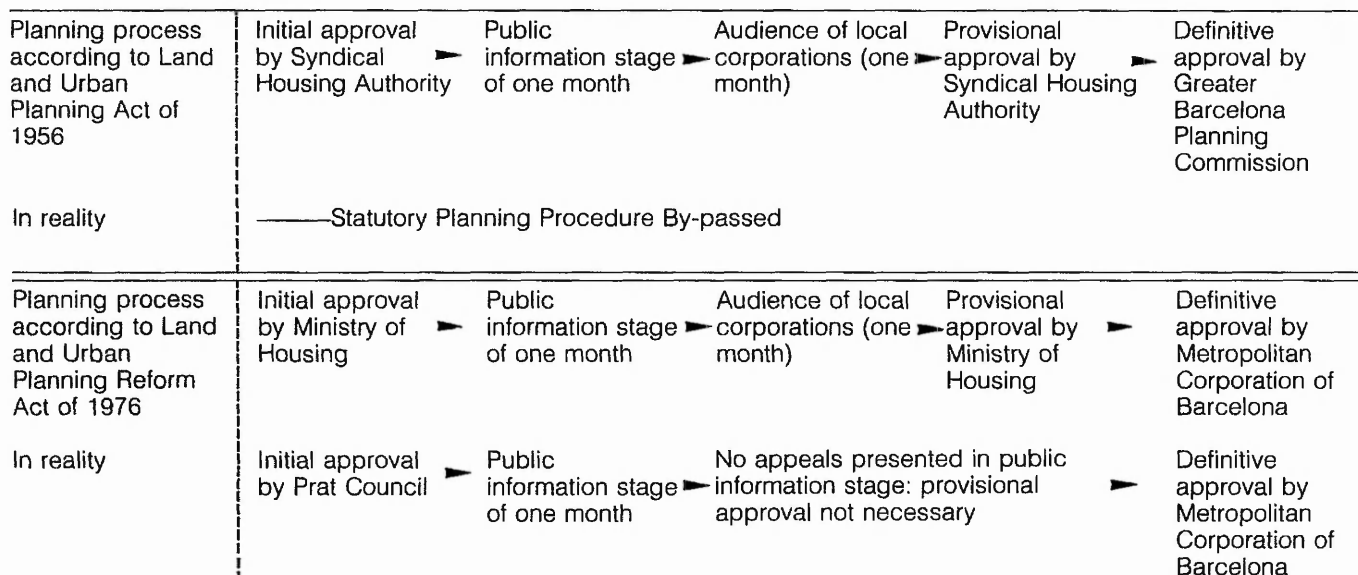 Planning process
according to Land
and Urban
Planning Act of
1956
Initial approval
by Syndical
Housing Authority
Public
information stage
of one month
Audience of local
corporations (one
month)
Provisional
approval by
Syndical Housing
Authority
Definitive
approval by
Greater
Barcelona
Planning
Commission
In reality
Statutory Planning Procedure By-passed
Planning process
according to Land
and Urban
Planning Reform
Act of 1976
Initial approval
by Ministry of
Housing
Public
information stage
of one month
Audience of local
corporations (one
month)
Provisional
approval by
Ministry of
Housing
Definitive
approval by
Metropolitan
Corporation of
Barcelona
In reality
Initial approval
by Prat Council
Public
information stage
of one month
No appeals presented in public
information stage: provisional
approval not necessary
Definitive
approval by
Metropolitan
Corporation of
Barcelona